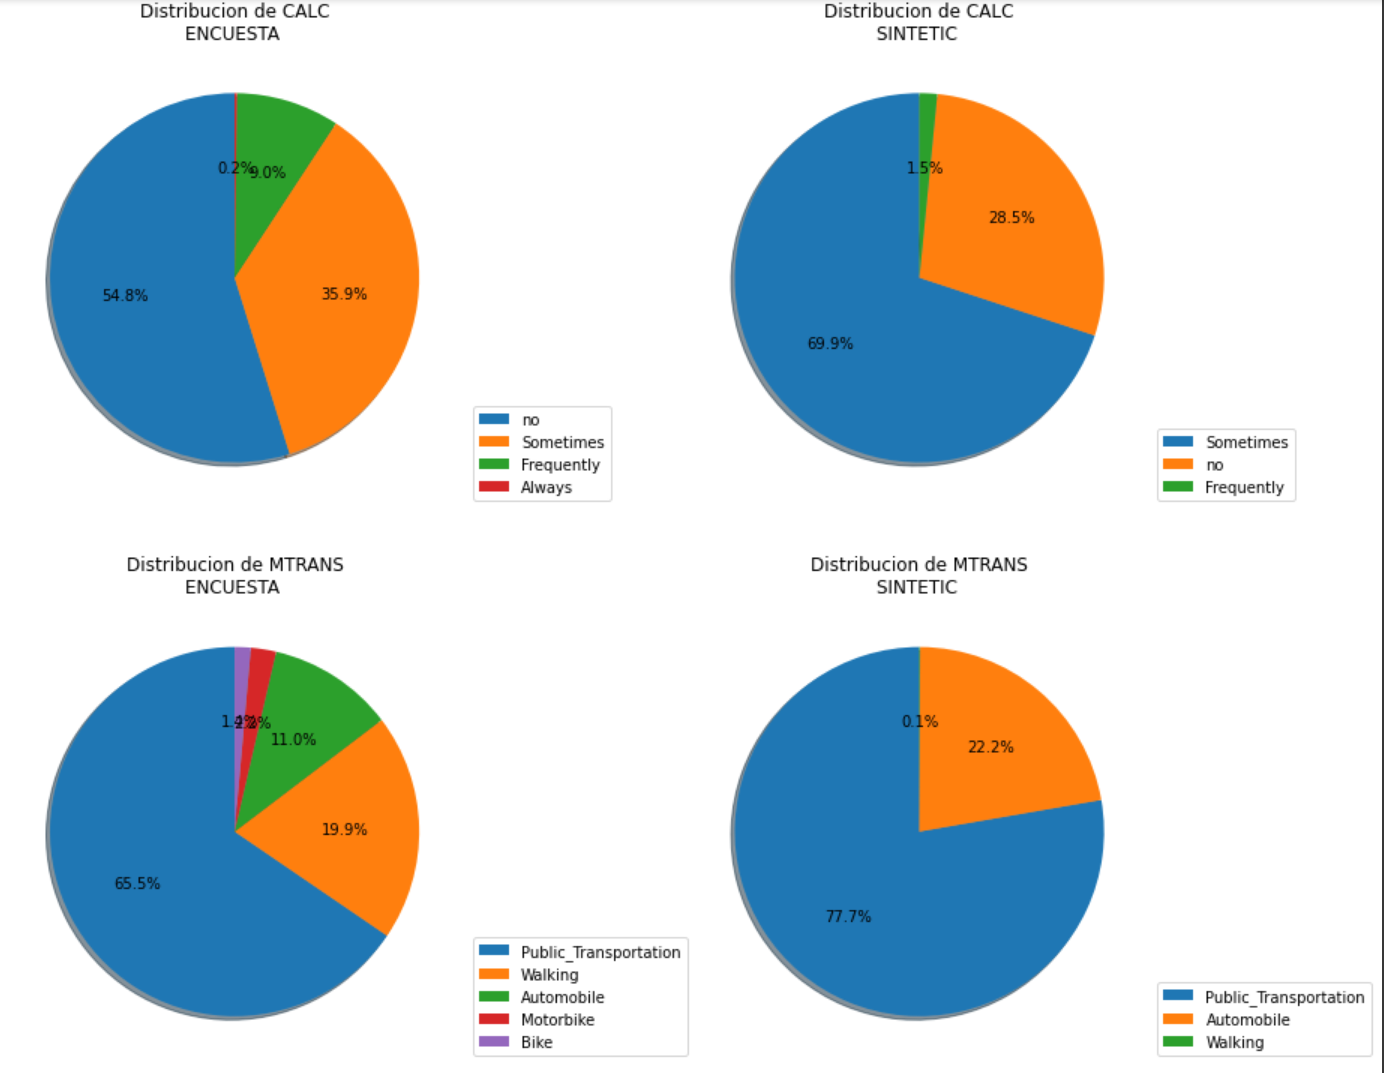 Distribucion de CALC
ENCUESTA
0.2%
9.0%
54.8%
35.9%
no
Sometimes
Frequently
Always
Distribucion de CALC
SINTETIC
1.5%
28.5%
69.9%
Sometimes
no
Frequently
Distribucion de MTRANS
ENCUESTA
11.0%
19.9%
65.5%
Public_Transportation
Walking
Automobile
Motorbike
Bike
Distribucion de MTRANS
SINTETIC
0.1%
22.2%
77.7%
Public_Transportation
Automobile
Walking